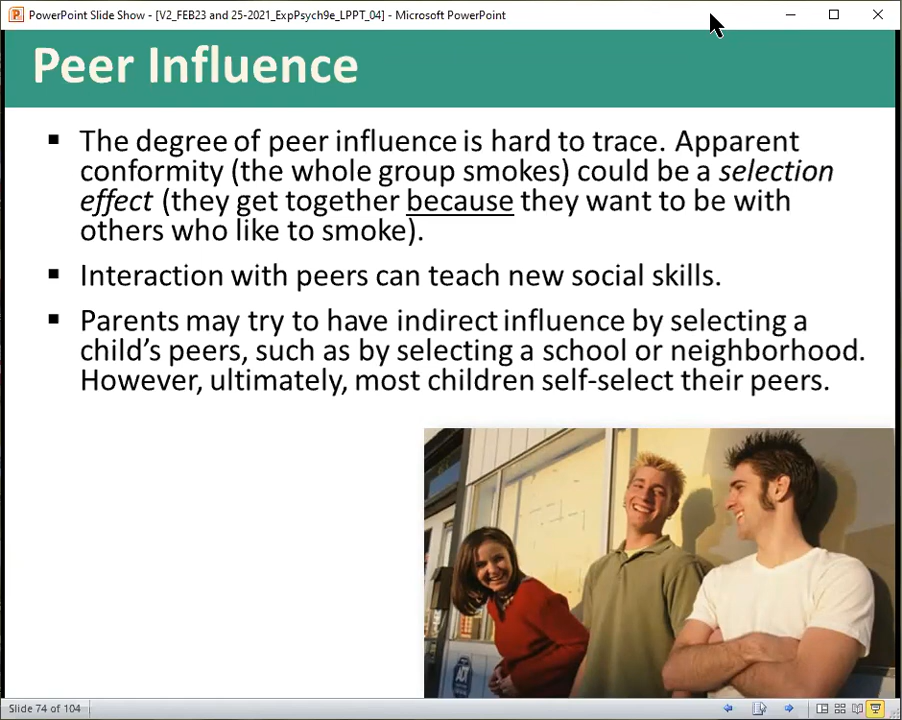 PowerPoint Slide Show - [V2_FEB23 and 25-2021_ExpPsych9e_LPPT_04] - Microsoft PowerPoint
Peer Influence
▪ The degree of peer influence is hard to trace. Apparent
conformity (the whole group smokes) could be a selection
effect (they get together because they want to be with
others who like to smoke).
▪ Interaction with peers can teach new social skills.
▪ Parents may try to have indirect influence by selecting a
child’s peers, such as by selecting a school or neighborhood.
However, ultimately, most children self-select their peers.
ADT
Slide 74 of 104